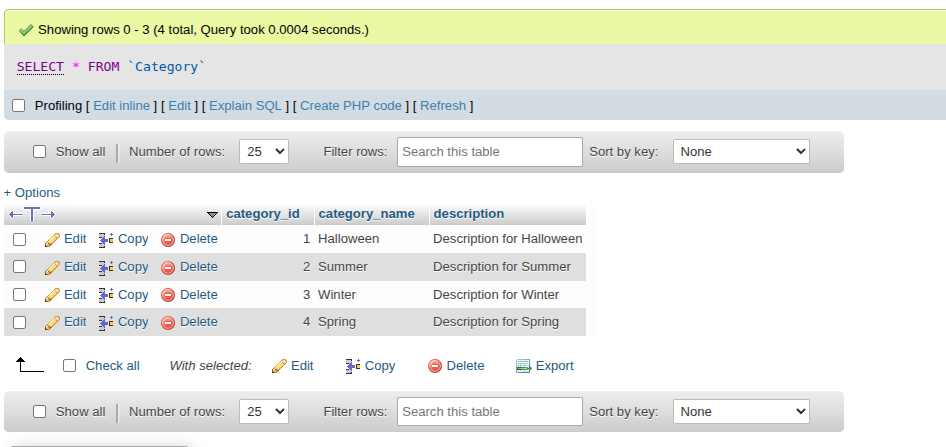 Showing rows 0 - 3 (4 total, Query took 0.0004 seconds.)
SELECT * FROM `Category`
Profiling [ Edit inline ] [ Edit ] [ Explain SQL ] [ Create PHP code ] [ Refresh ]
Show all Number of rows: 25 Filter rows: Search this table Sort by key: None
+ Options
category_id category_name description
Edit Copy Delete 1 Halloween Description for Halloween
Edit Copy Delete 2 Summer Description for Summer
Edit Copy Delete 3 Winter Description for Winter
Edit Copy Delete 4 Spring Description for Spring
Check all With selected: Edit Copy Delete Export
Show all Number of rows: 25 Filter rows: Search this table Sort by key: None